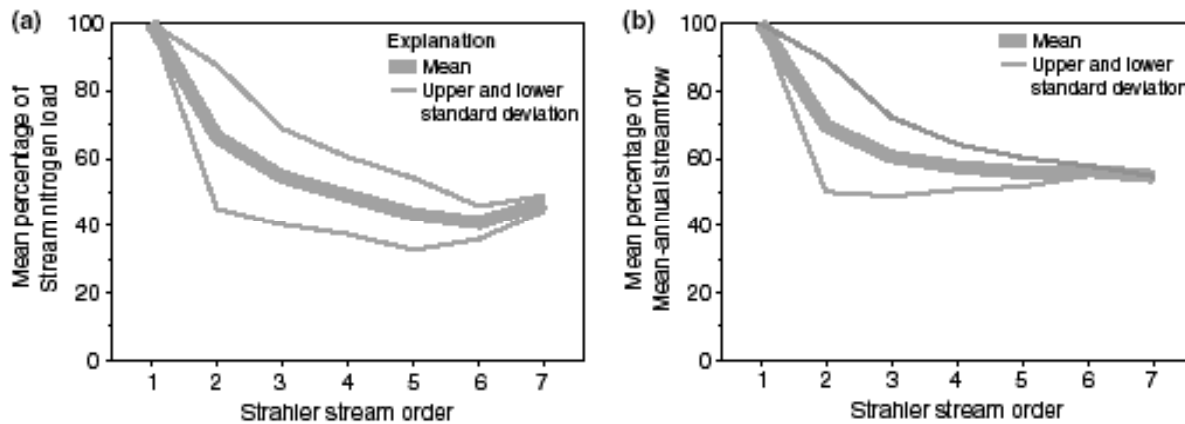 (a)
Mean percentage of
Stream nitrogen load
100
80
60
40
20
0
Explanation
Mean
Upper and lower
standard deviation
1 2 3 4 5 6 7
Strahler stream order
(b)
Mean percentage of
Mean-annual streamflow
100
80
60
40
20
0
Mean
Upper and lower
standard deviation
1 2 3 4 5 6 7
Strahler stream order